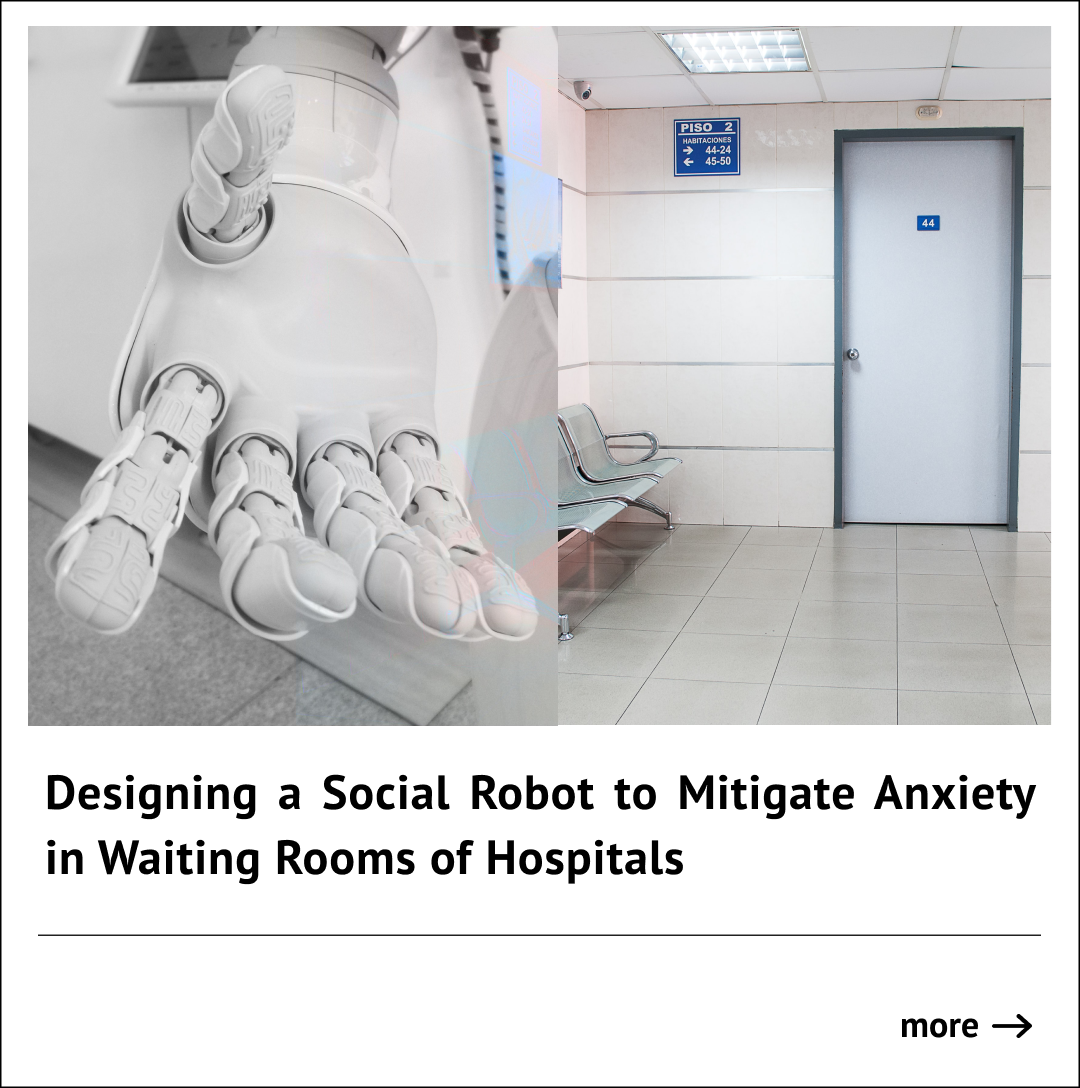 PISO 2
HABITACIONES
→ 44-24
← 45-50
44
Designing a Social Robot to Mitigate Anxiety
in Waiting Rooms of Hospitals
more →